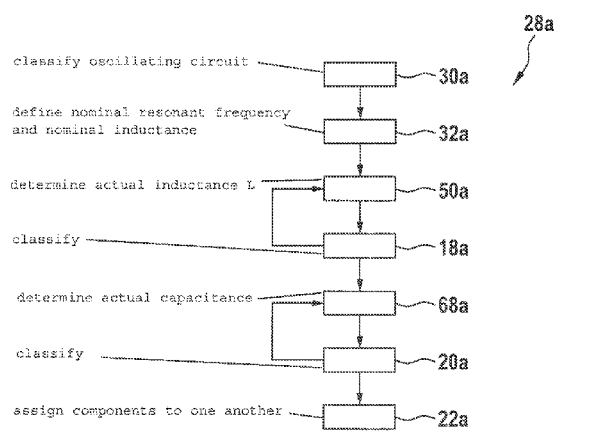 28a
classify oscillating circuit
30a
define nominal resonant frequency
and nominal inductance
32a
determine actual inductance L
50a
classify
18a
determine actual capacitance
68a
classify
20a
assign components to one another
22a